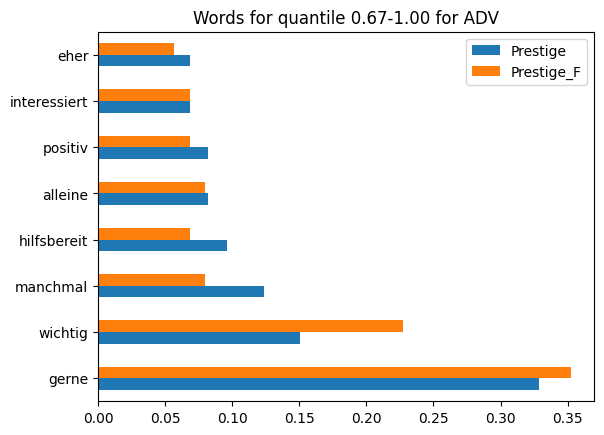 Words for quantile 0.67-1.00 for ADV
Prestige
Prestige_F
eher
interessiert
positiv
alleine
hilfsbereit
manchmal
wichtig
gerne
0.00 0.05 0.10 0.15 0.20 0.25 0.30 0.35